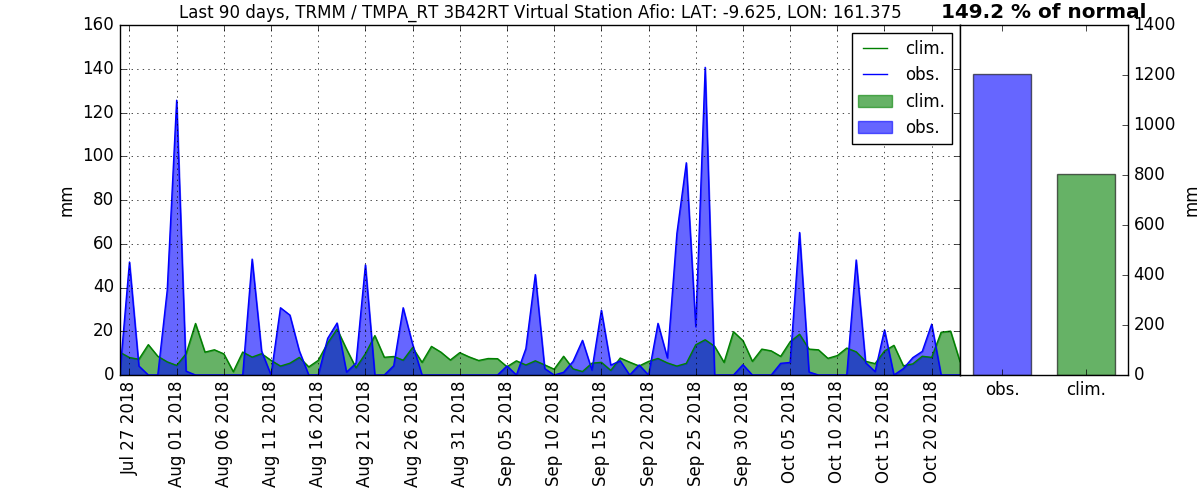 Last 90 days, TRMM / TMPA_RT 3B42RT Virtual Station Afio: LAT: -9.625, LON: 161.375
149.2 % of normal
160
140
120
100
80
60
40
20
0
mm
clim.
obs.
clim.
obs.
Jul 27 2018
Aug 01 2018
Aug 06 2018
Aug 11 2018
Aug 16 2018
Aug 21 2018
Aug 26 2018
Aug 31 2018
Sep 05 2018
Sep 10 2018
Sep 15 2018
Sep 20 2018
Sep 25 2018
Sep 30 2018
Oct 05 2018
Oct 10 2018
Oct 15 2018
Oct 20 2018
1400
1200
1000
800
600
400
200
0
mm
obs.
clim.